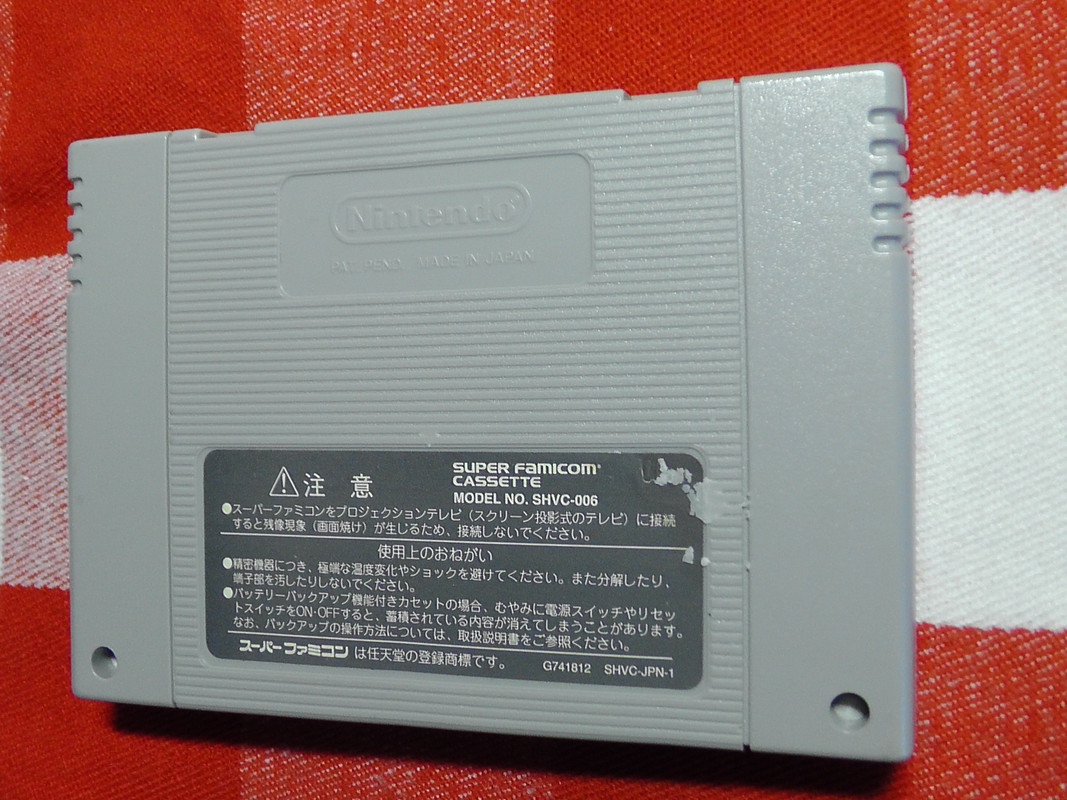 Nintendo®
PAT. PEND. MADE IN JAPAN
⚠注 意
SUPER FAMICOM®
CASSETTE
MODEL NO. SHVC-006
●スーパーファミコンをプロジェクションテレビ（スクリーン投影式のテレビ）に接続
すると残像現象（画面焼け）が生じるため、接続しないでください。
使用上のおねがい
●精密機器につき、極端な温度変化やショックを避けてください。また分解したり、
端子部を汚したりしないでください。
●バッテリーバックアップ機能付きカセットの場合、むやみに電源スイッチやリセッ
トスイッチをON・OFFすると、蓄積されている内容が消えてしまうことがあります。
なお、バックアップの操作方法については、取扱説明書をご参照ください。
スーパーファミコン は任天堂の登録商標です。
G741812 SHVC-JPN-1